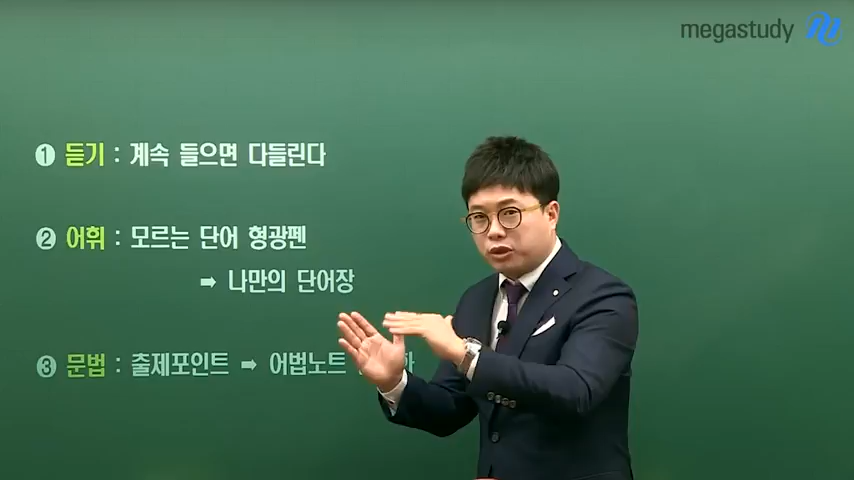 megastudy
① 듣기 : 계속 들으면 다들린다
② 어휘 : 모르는 단어 형광펜
➡ 나만의 단어장
③ 문법 : 출제포인트 ➡ 어법노트